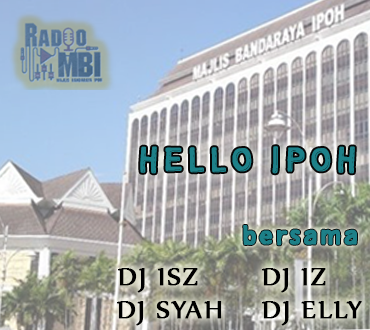 RADIO
MBI
MAJLIS BANDARAYA IPOH
HELLO IPOH
bersama
DJ ISZ DJ IZ
DJ SYAH DJ ELLY